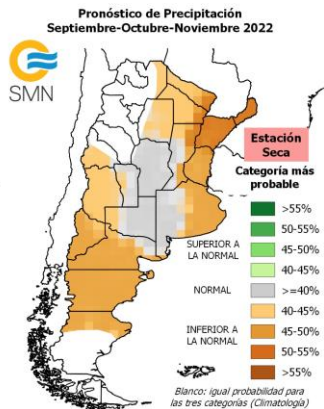 Pronóstico de Precipitación
Septiembre-Octubre-Noviembre 2022
SMN
Estación
Seca
Categoría más
probable
>55%
50-55%
45-50%
40-45%
SUPERIOR A
LA NORMAL
>=40%
NORMAL
40-45%
45-50%
50-55%
>55%
INFERIOR A
LA NORMAL
Blanco: igual probabilidad para
las tres categorías (Climatología)